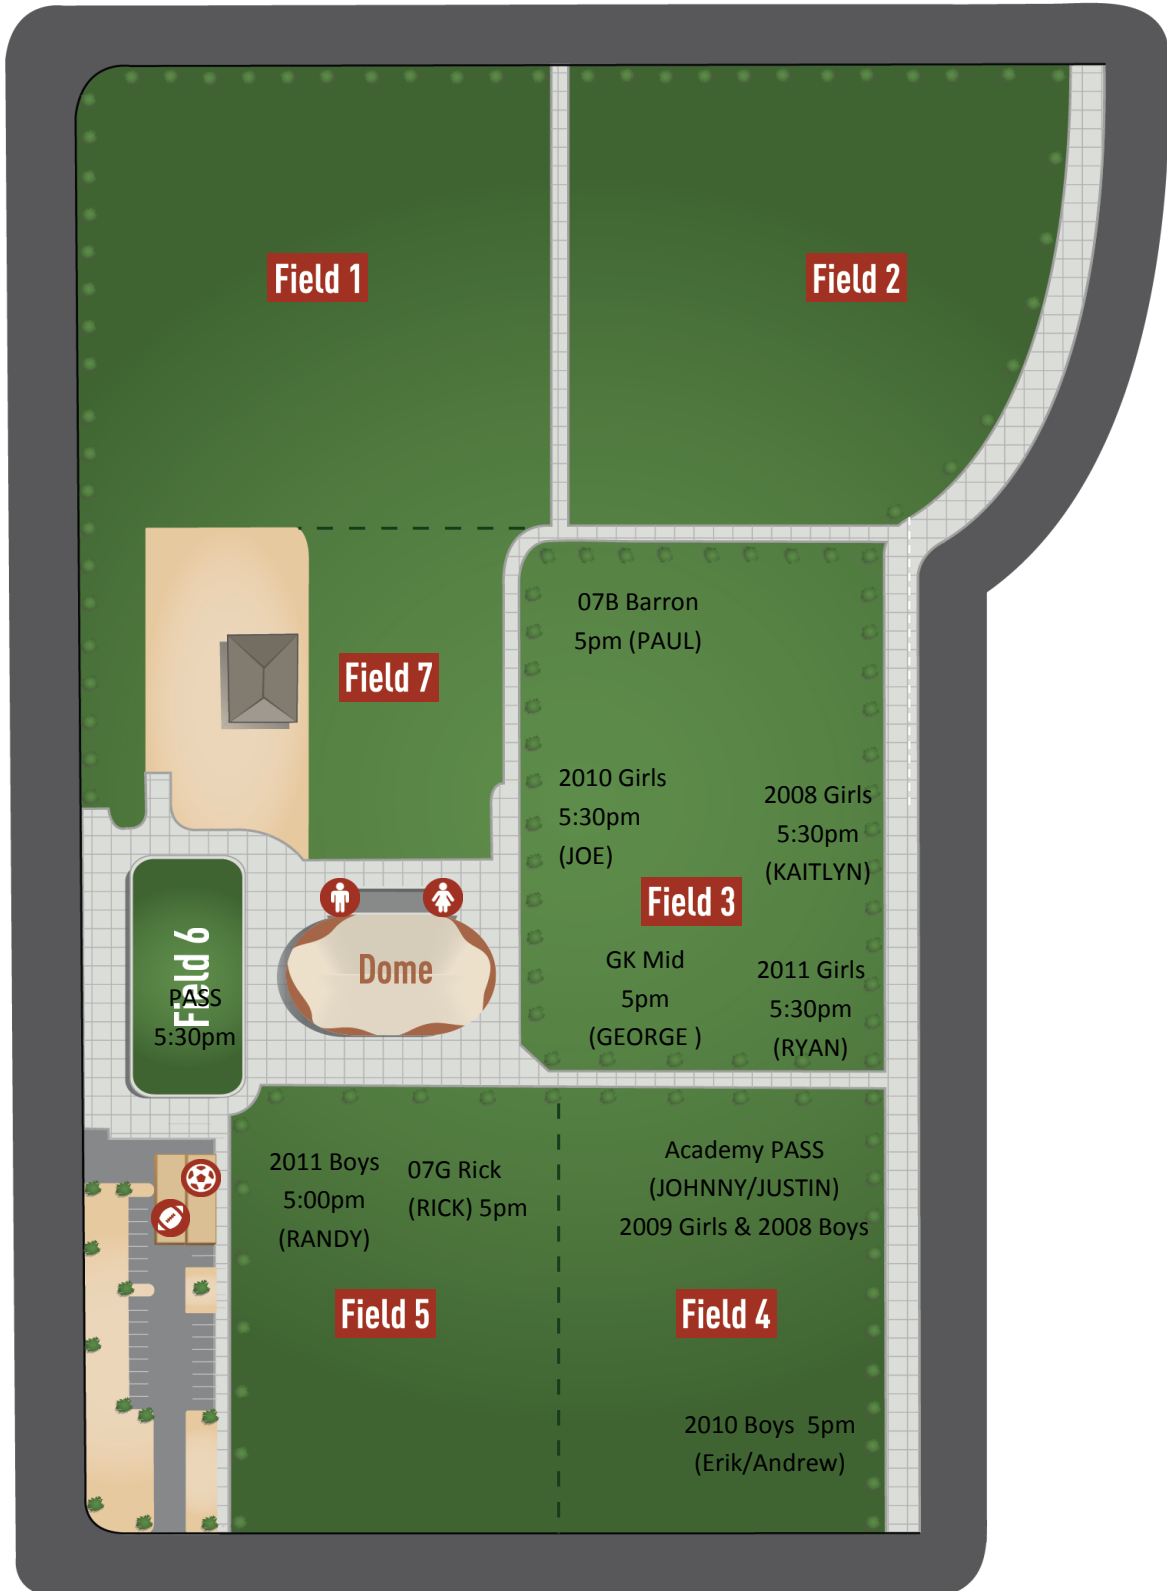 Field 1
Field 2
07B Barron
5pm (PAUL)
Field 7
2010 Girls
5:30pm
(JOE)
2008 Girls
5:30pm
(KAITLYN)
Field 3
GK Mid
5pm
(GEORGE )
2011 Girls
5:30pm
(RYAN)
Dome
Field 6
PASS
5:30pm
2011 Boys
5:00pm
(RANDY)
07G Rick
(RICK) 5pm
Academy PASS
(JOHNNY/JUSTIN)
2009 Girls & 2008 Boys
Field 5
Field 4
2010 Boys  5pm
(Erik/Andrew)